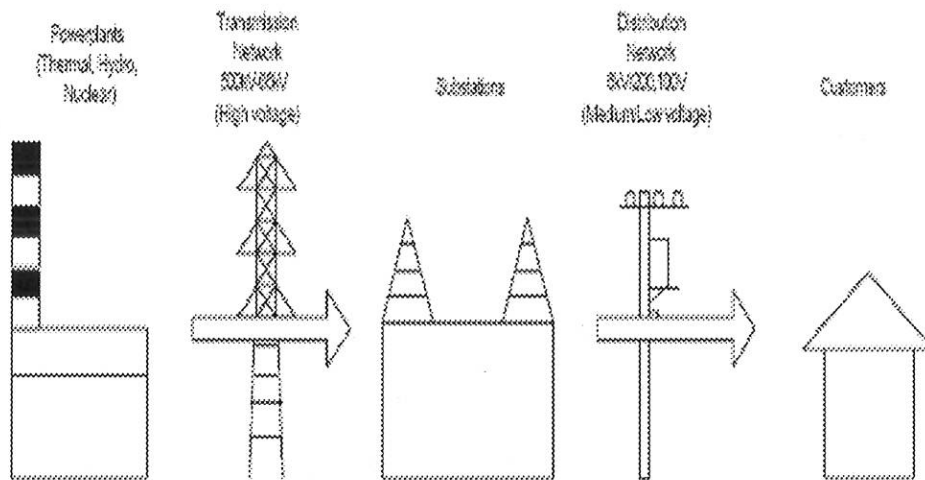 Powerplants
(Thermal, Hydro,
Nuclear)
Transmission
Network
(High voltage)
Substations
Distribution
Network
(Medium/Low voltage)
Customers